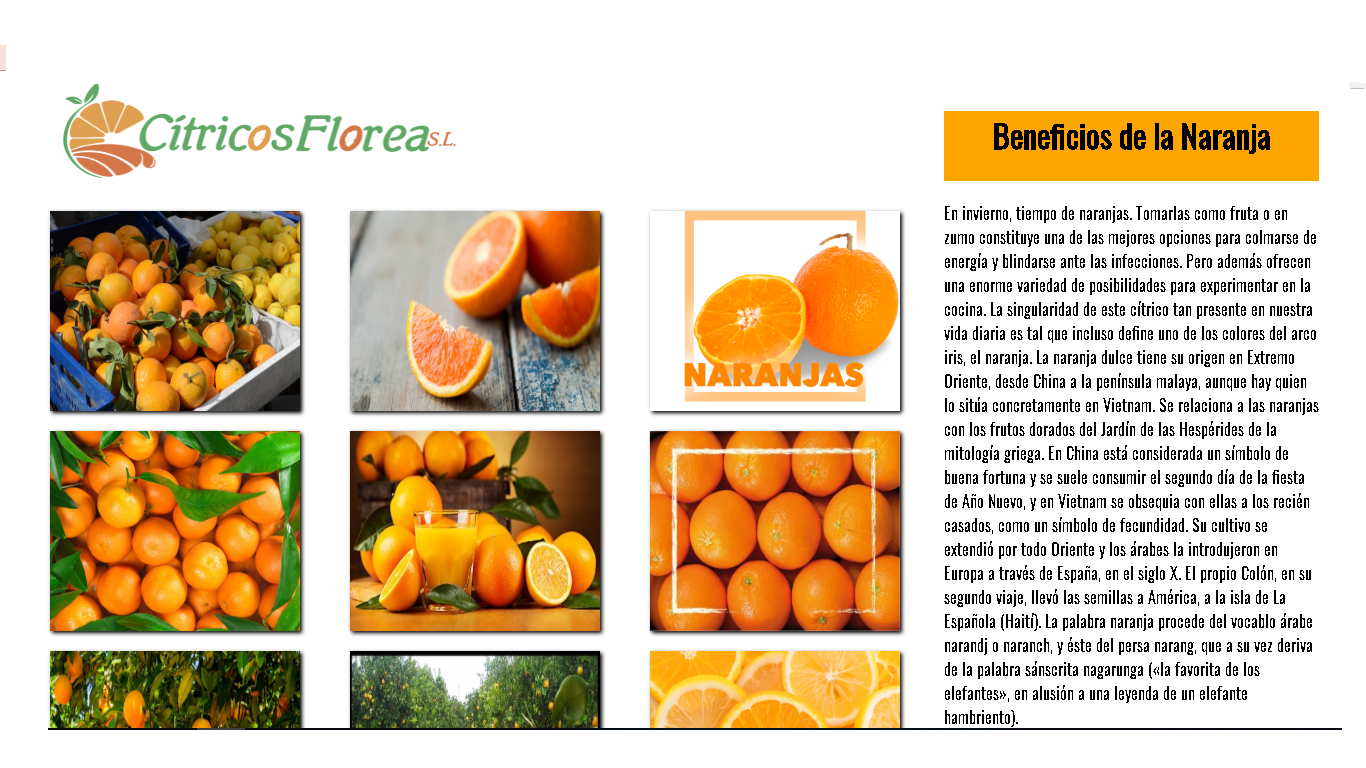 Cítricos Florea S.L.
Beneficios de la Naranja
En invierno, tiempo de naranjas. Tomarlas como fruta o en
zumo constituye una de las mejores opciones para colmarse de
energía y blindarse ante las infecciones. Pero además ofrecen
una enorme variedad de posibilidades para experimentar en la
cocina. La singularidad de este cítrico tan presente en nuestra
vida diaria es tal que incluso define uno de los colores del arco
iris, el naranja. La naranja dulce tiene su origen en Extremo
Oriente, desde China a la península malaya, aunque hay quien
lo sitúa concretamente en Vietnam. Se relaciona a las naranjas
con los frutos dorados del Jardín de las Hespérides de la
mitología griega. En China está considerada un símbolo de
buena fortuna y se suele consumir el segundo día de la fiesta
de Año Nuevo, y en Vietnam se obsequia con ellas a los recién
casados, como un símbolo de fecundidad. Su cultivo se
extendió por todo Oriente y los árabes la introdujeron en
Europa a través de España, en el siglo X. El propio Colón, en su
segundo viaje, llevó las semillas a América, a la isla de La
Española (Haití). La palabra naranja procede del vocablo árabe
narandj o naranch, y éste del persa narang, que a su vez deriva
de la palabra sánscrita nagarunga («la favorita de los
elefantes», en alusión a una leyenda de un elefante
hambriento).
NARANJAS